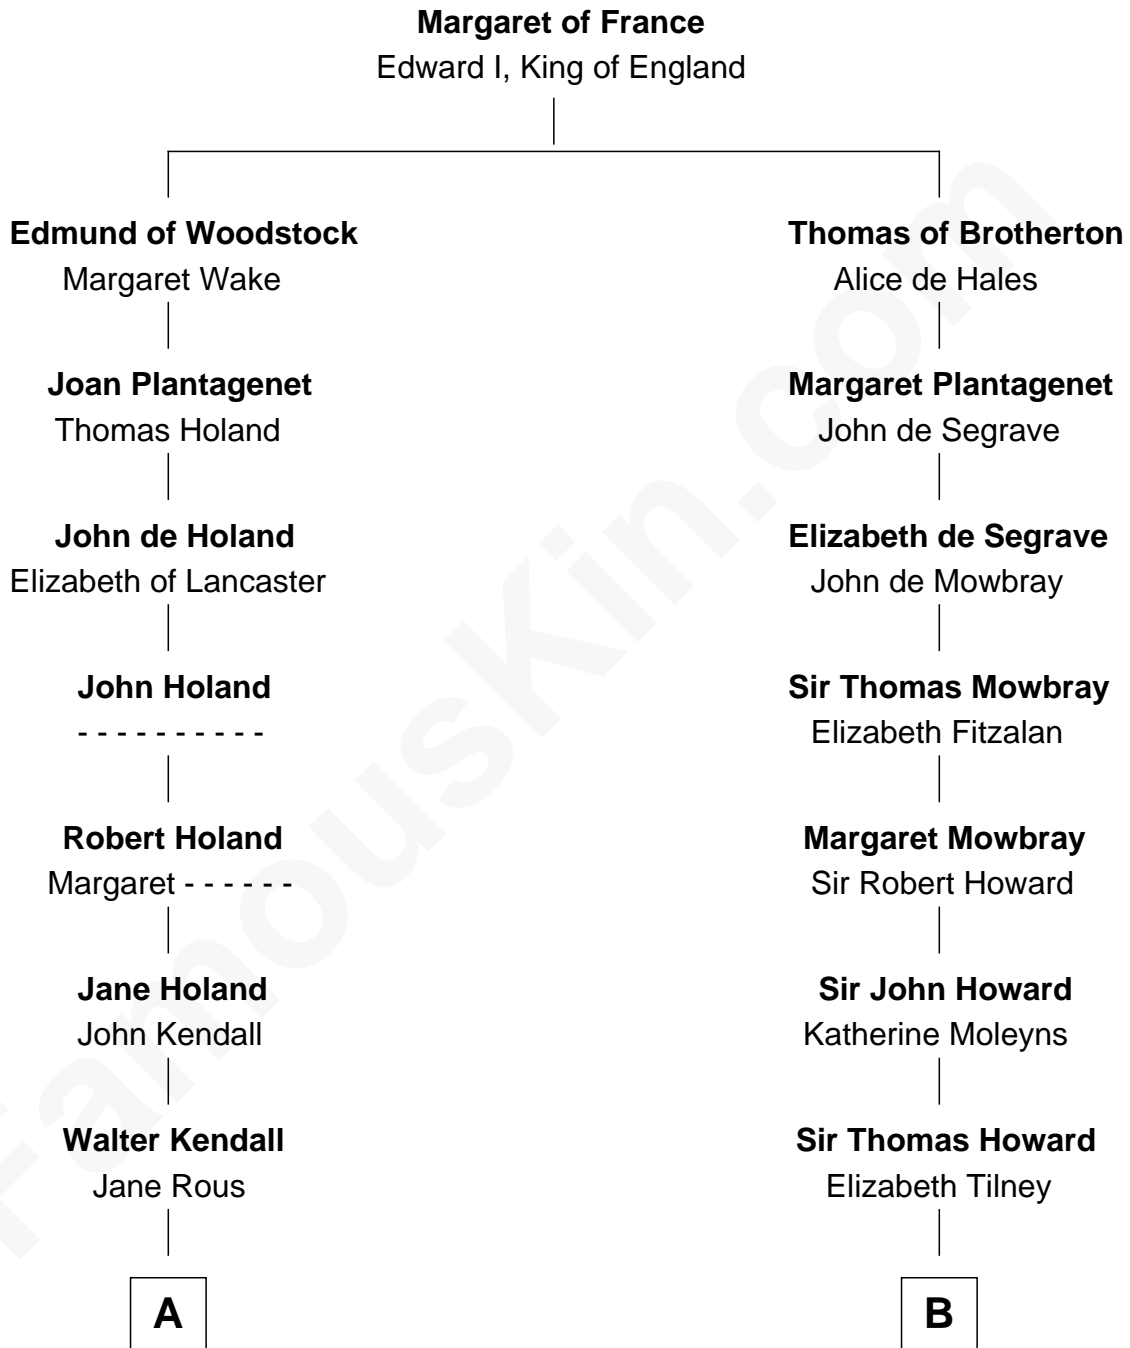 Margaret of France
Edward I, King of England
Edmund of Woodstock
Margaret Wake
Thomas of Brotherton
Alice de Hales
Joan Plantagenet
Thomas Holand
Margaret Plantagenet
John de Segrave
John de Holand
Elizabeth of Lancaster
Elizabeth de Segrave
John de Mowbray
John Holand
- - - - - - - - - -
Sir Thomas Mowbray
Elizabeth Fitzalan
Robert Holand
Margaret - - - - - -
Margaret Mowbray
Sir Robert Howard
Jane Holand
John Kendall
Sir John Howard
Katherine Moleyns
Walter Kendall
Jane Rous
Sir Thomas Howard
Elizabeth Tilney
A
B
FamousKin.com